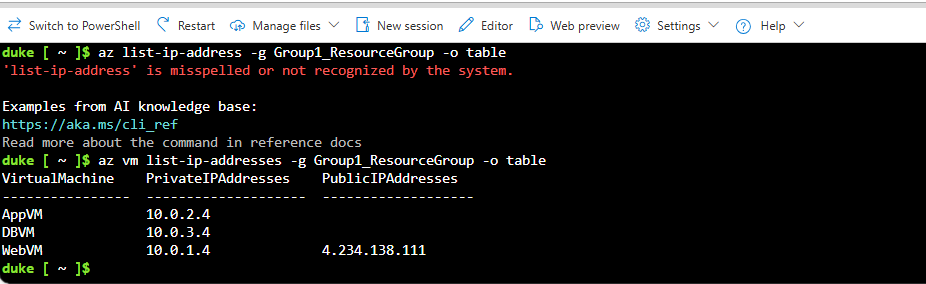 Switch to PowerShell Restart Manage files New session Editor Web preview Settings Help
duke [ ~ ]$ az list-ip-address -g Group1_ResourceGroup -o table
'list-ip-address' is misspelled or not recognized by the system.
Examples from AI knowledge base:
https://aka.ms/cli_ref
Read more about the command in reference docs
duke [ ~ ]$ az vm list-ip-addresses -g Group1_ResourceGroup -o table
VirtualMachine    PrivateIPAddresses    PublicIPAddresses
----------------  --------------------  -------------------
AppVM             10.0.2.4
DBVM              10.0.3.4
WebVM             10.0.1.4              4.234.138.111
duke [ ~ ]$